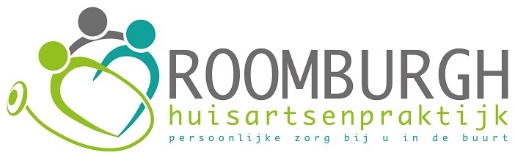 ROOMBURGH
huisartsenpraktijk
persoonlijke zorg bij u in de buurt